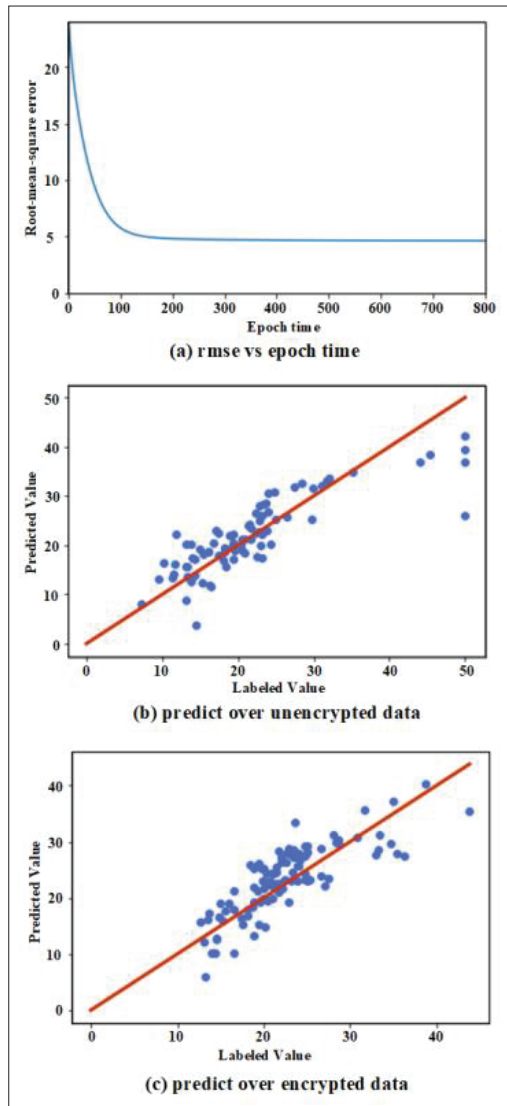 20
15
10
5
0
Root-mean-square error
0 100 200 300 400 500 600 700 800
Epoch time
(a) rmse vs epoch time
50
40
30
20
10
0
Predicted Value
0 10 20 30 40 50
Labeled Value
(b) predict over unencrypted data
40
30
20
10
0
Predicted Value
0 10 20 30 40
Labeled Value
(c) predict over encrypted data